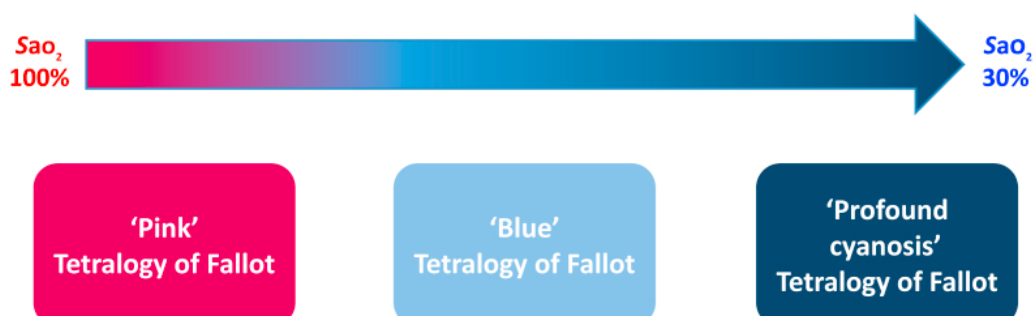 Sao₂
100%
Sao₂
30%
‘Pink’
Tetralogy of Fallot
‘Blue’
Tetralogy of Fallot
‘Profound
cyanosis’
Tetralogy of Fallot